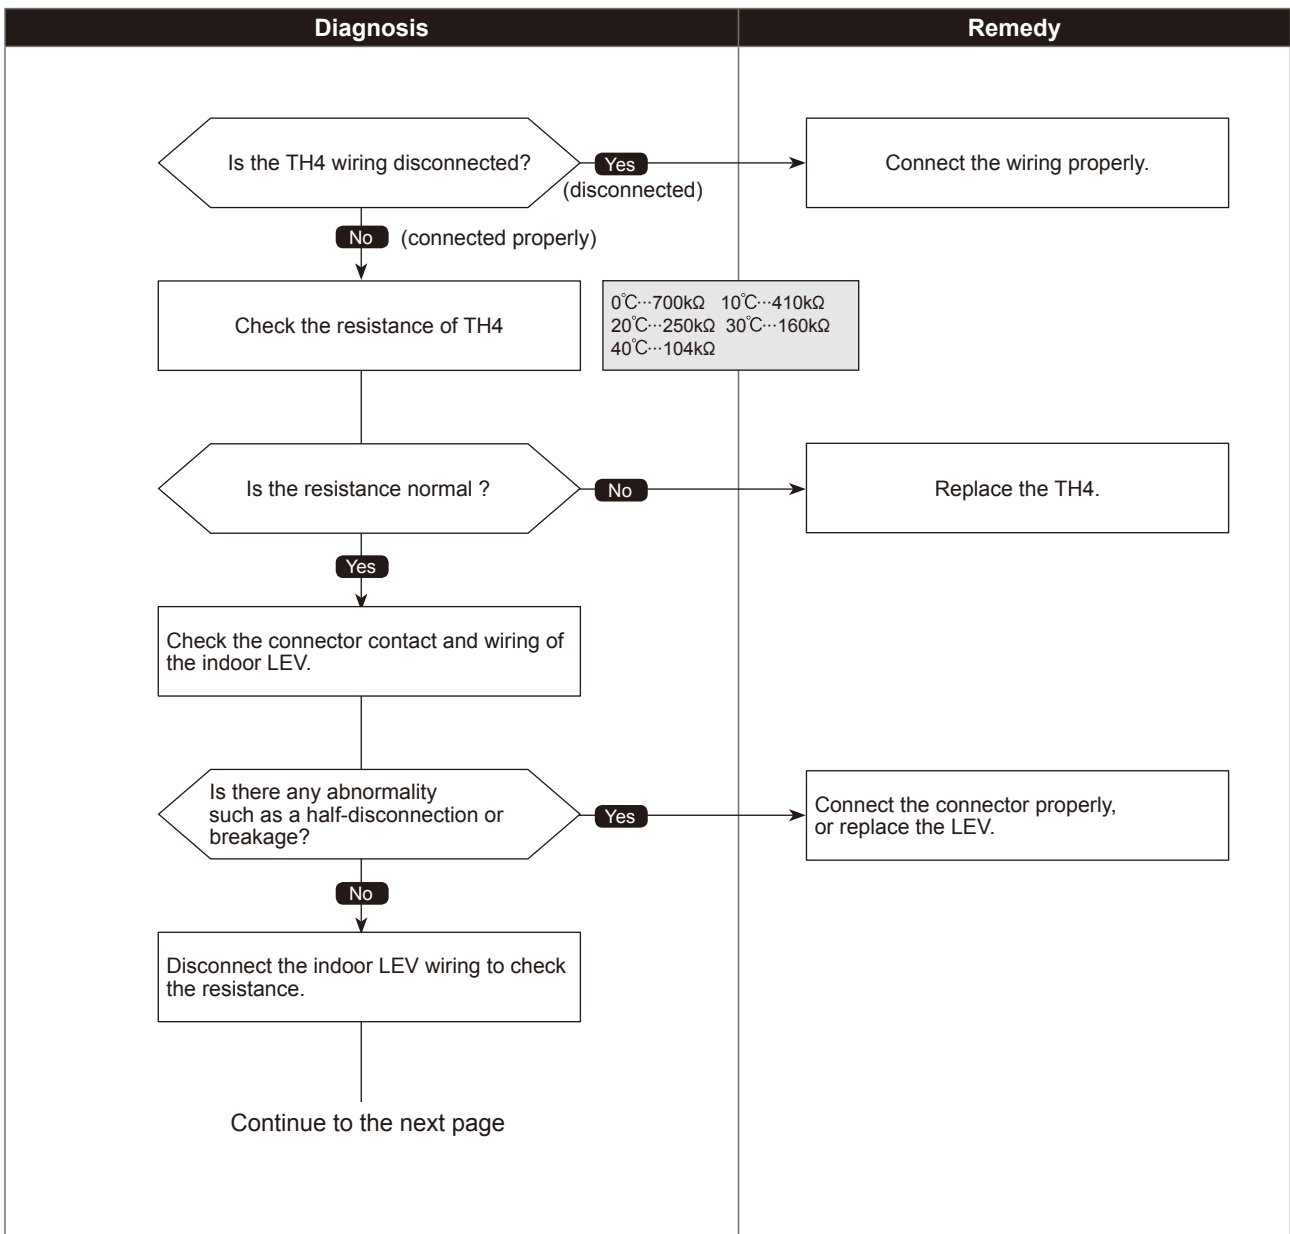 Diagnosis
Remedy
Is the TH4 wiring disconnected?
Yes
(disconnected)
Connect the wiring properly.
No
(connected properly)
Check the resistance of TH4
0℃···700kΩ 10℃···410kΩ
20℃···250kΩ 30℃···160kΩ
40℃···104kΩ
Is the resistance normal ?
No
Replace the TH4.
Yes
Check the connector contact and wiring of
the indoor LEV.
Is there any abnormality
such as a half-disconnection or
breakage?
Yes
Connect the connector properly,
or replace the LEV.
No
Disconnect the indoor LEV wiring to check
the resistance.
Continue to the next page